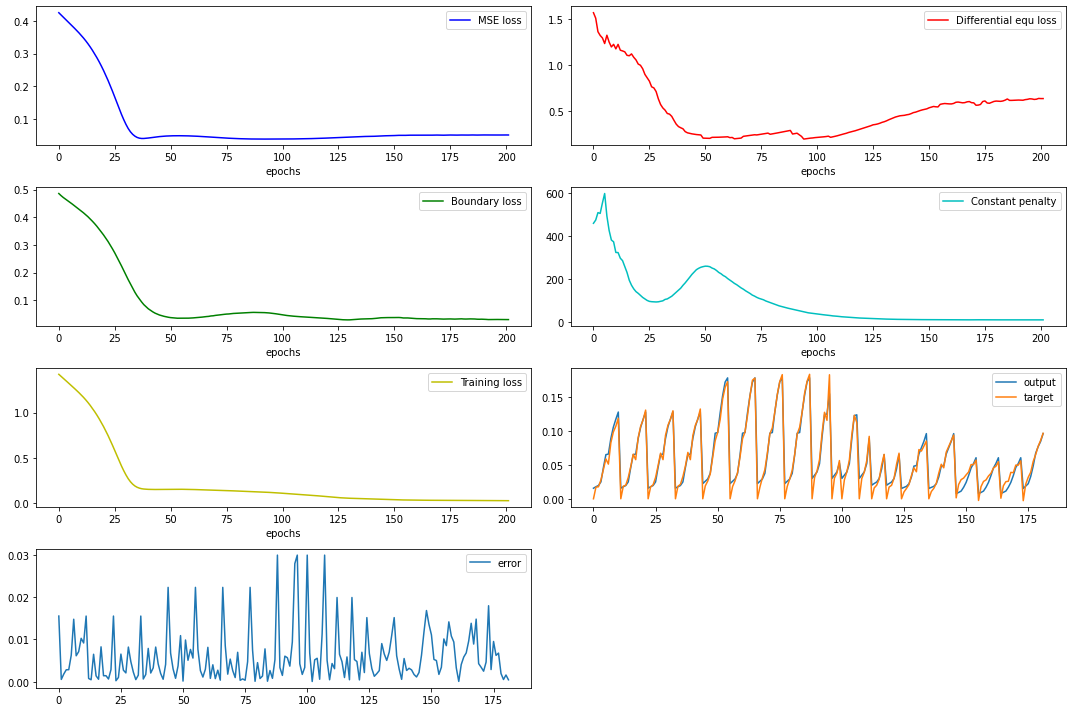 MSE loss
0.4
0.3
0.2
0.1
0 25 50 75 100 125 150 175 200
epochs
Differential equ loss
1.5
1.0
0.5
0 25 50 75 100 125 150 175 200
epochs
Boundary loss
0.5
0.4
0.3
0.2
0.1
0 25 50 75 100 125 150 175 200
epochs
Constant penalty
600
400
200
0
0 25 50 75 100 125 150 175 200
epochs
Training loss
1.0
0.5
0.0
0 25 50 75 100 125 150 175 200
epochs
output
target
0.15
0.10
0.05
0.00
0 25 50 75 100 125 150 175
error
0.03
0.02
0.01
0.00
0 25 50 75 100 125 150 175